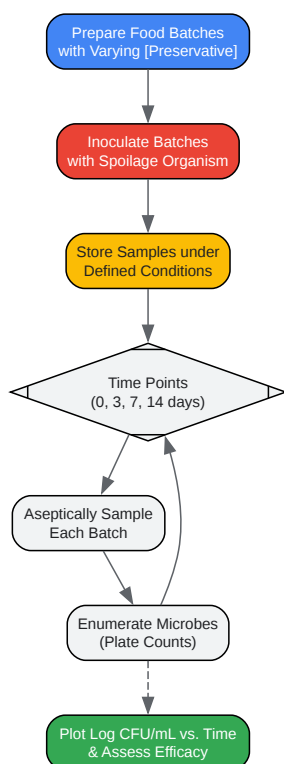 Prepare Food Batches
with Varying [Preservative]
Inoculate Batches
with Spoilage Organism
Store Samples under
Defined Conditions
Time Points
(0, 3, 7, 14 days)
Aseptically Sample
Each Batch
Enumerate Microbes
(Plate Counts)
Plot Log CFU/mL vs. Time
& Assess Efficacy